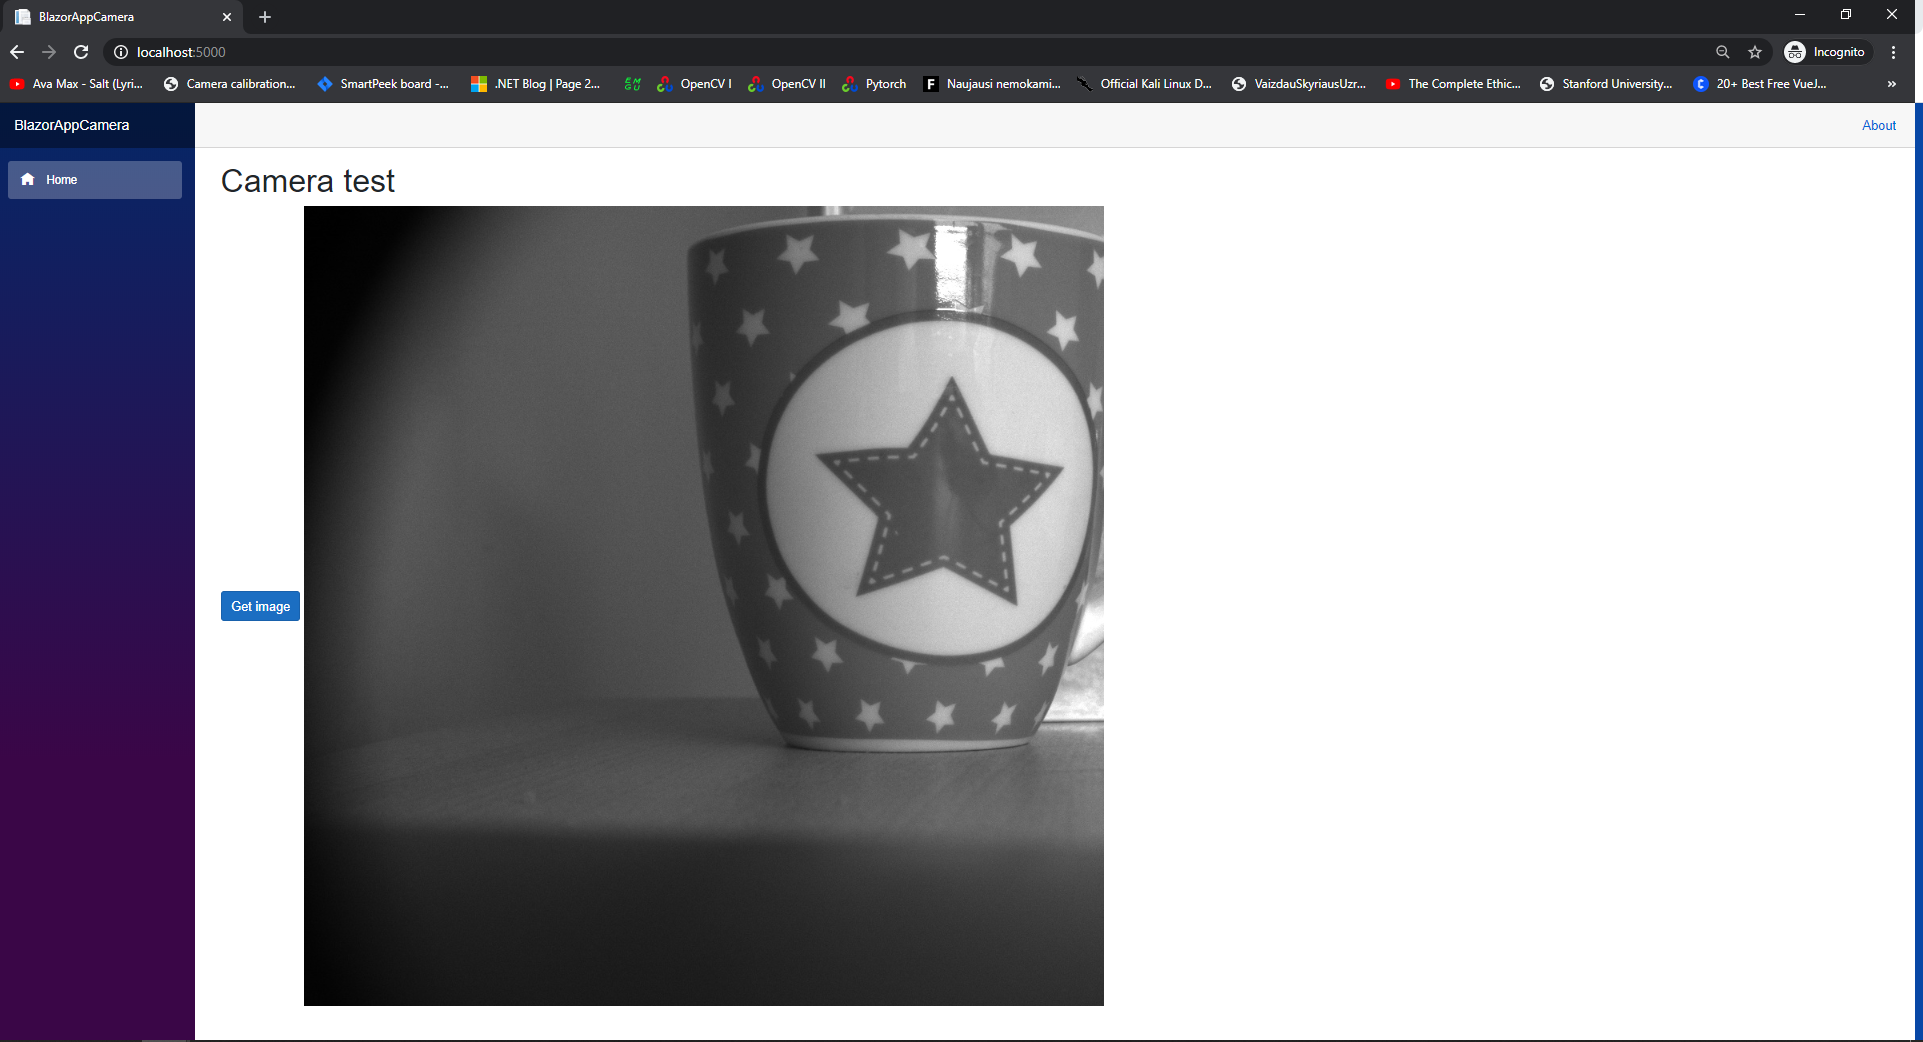 BlazorAppCamera
localhost:5000
Incognito
Ava Max - Salt (Lyri... Camera calibration... SmartPeek board -... .NET Blog | Page 2... OpenCV I OpenCV II Pytorch Naujausi nemokami... Official Kali Linux D... VaizdauSkyriausUzr... The Complete Ethic... Stanford University... 20+ Best Free VueJ... »
BlazorAppCamera
About
Home
Camera test
Get image